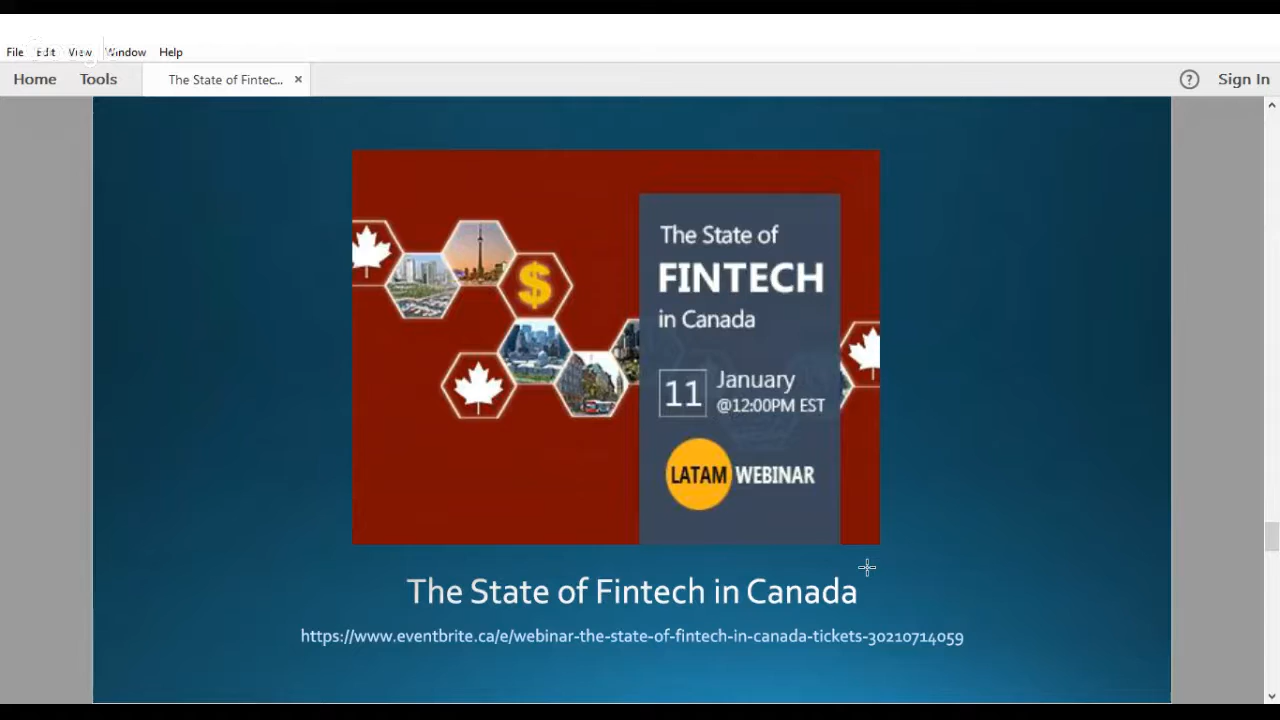 File Edit View Window Help
Home Tools The State of Fintec... × ? Sign In
The State of
FINTECH
in Canada
11 January
@12:00PM EST
LATAM WEBINAR
The State of Fintech in Canada
https://www.eventbrite.ca/e/webinar-the-state-of-fintech-in-canada-tickets-30210714059